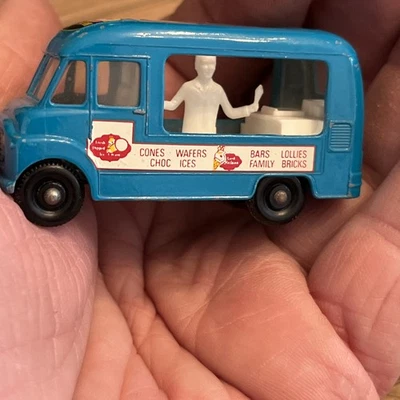 CONES WAFERS
CHOC ICES
BARS LOLLIES
FAMILY BRICKS